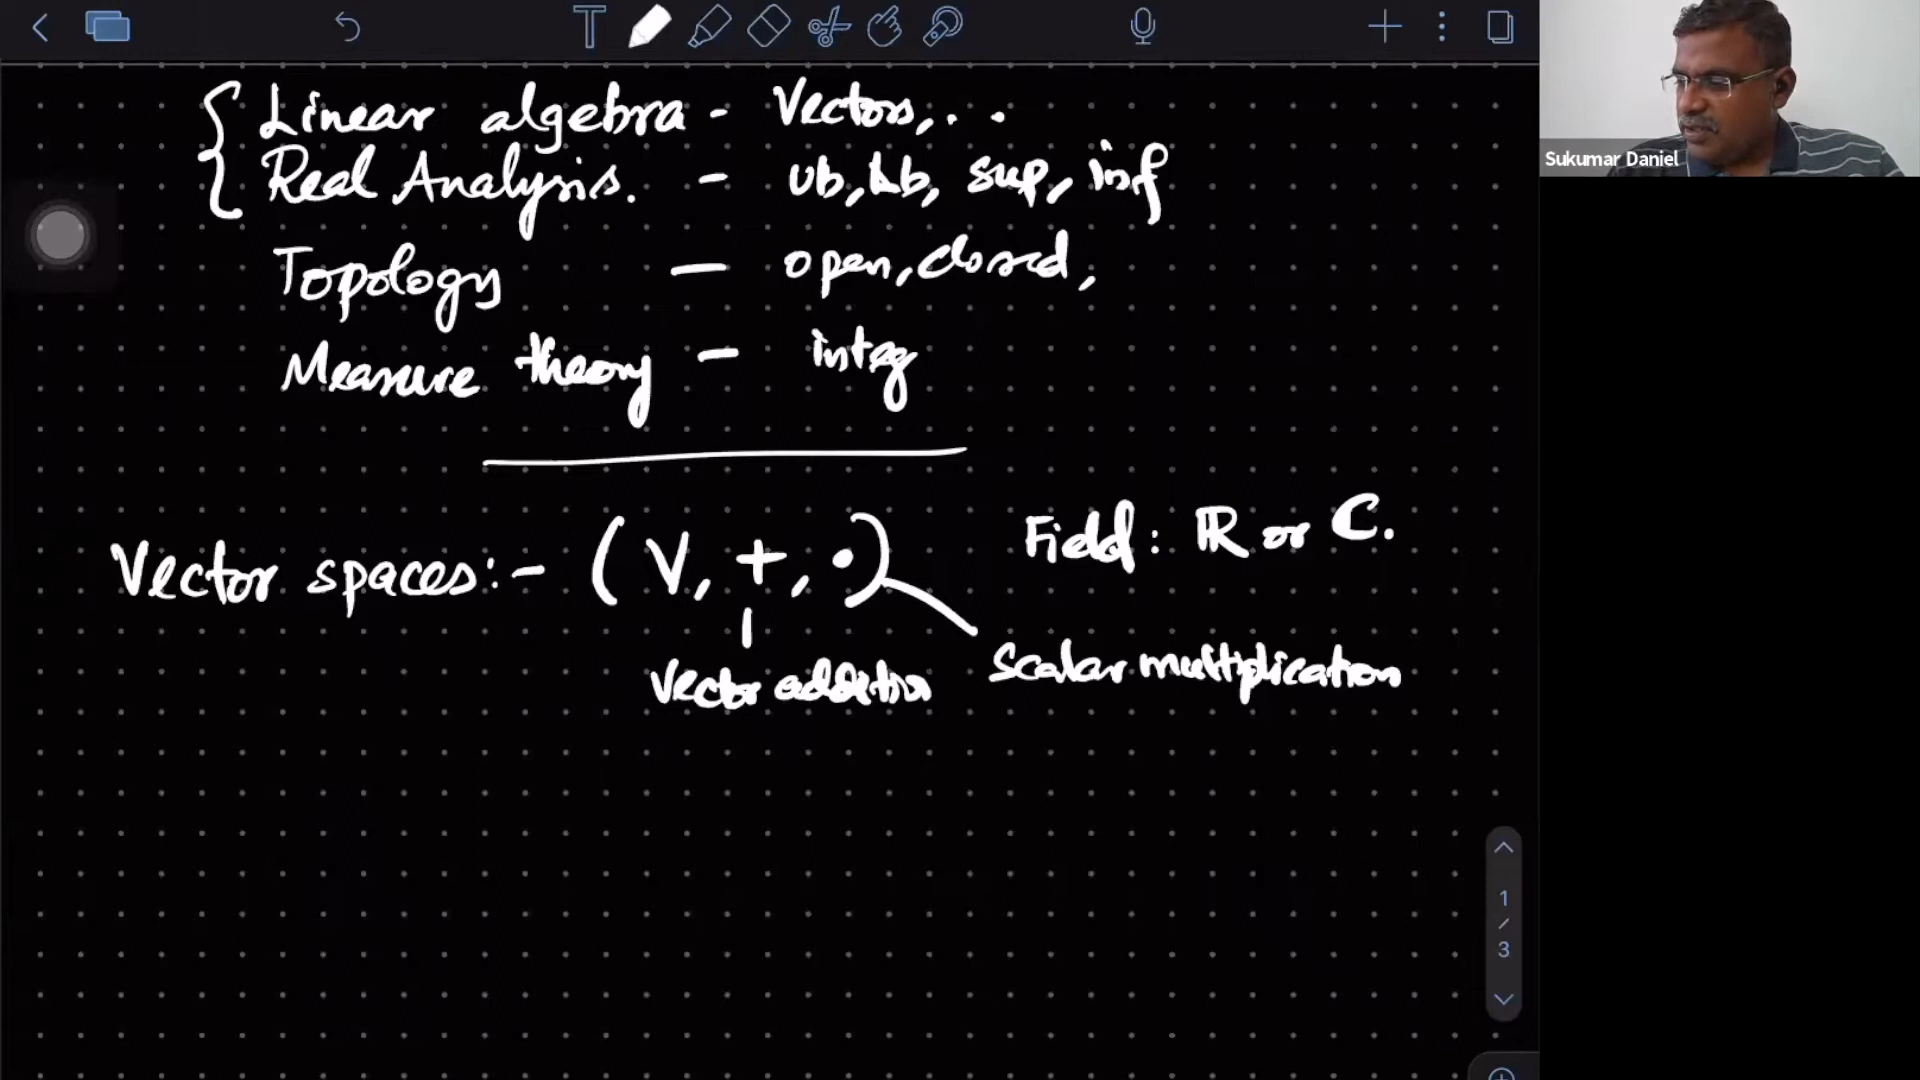 Linear algebra - Vectors, . .
Real Analysis. - ub, lb, sup, inf
Topology — open, closed,
Measure theory - integ
Vector spaces:- (V, +, •) Field: ℝ or C.
Vector addition scalar multiplication
Sukumar Daniel
1
/
3